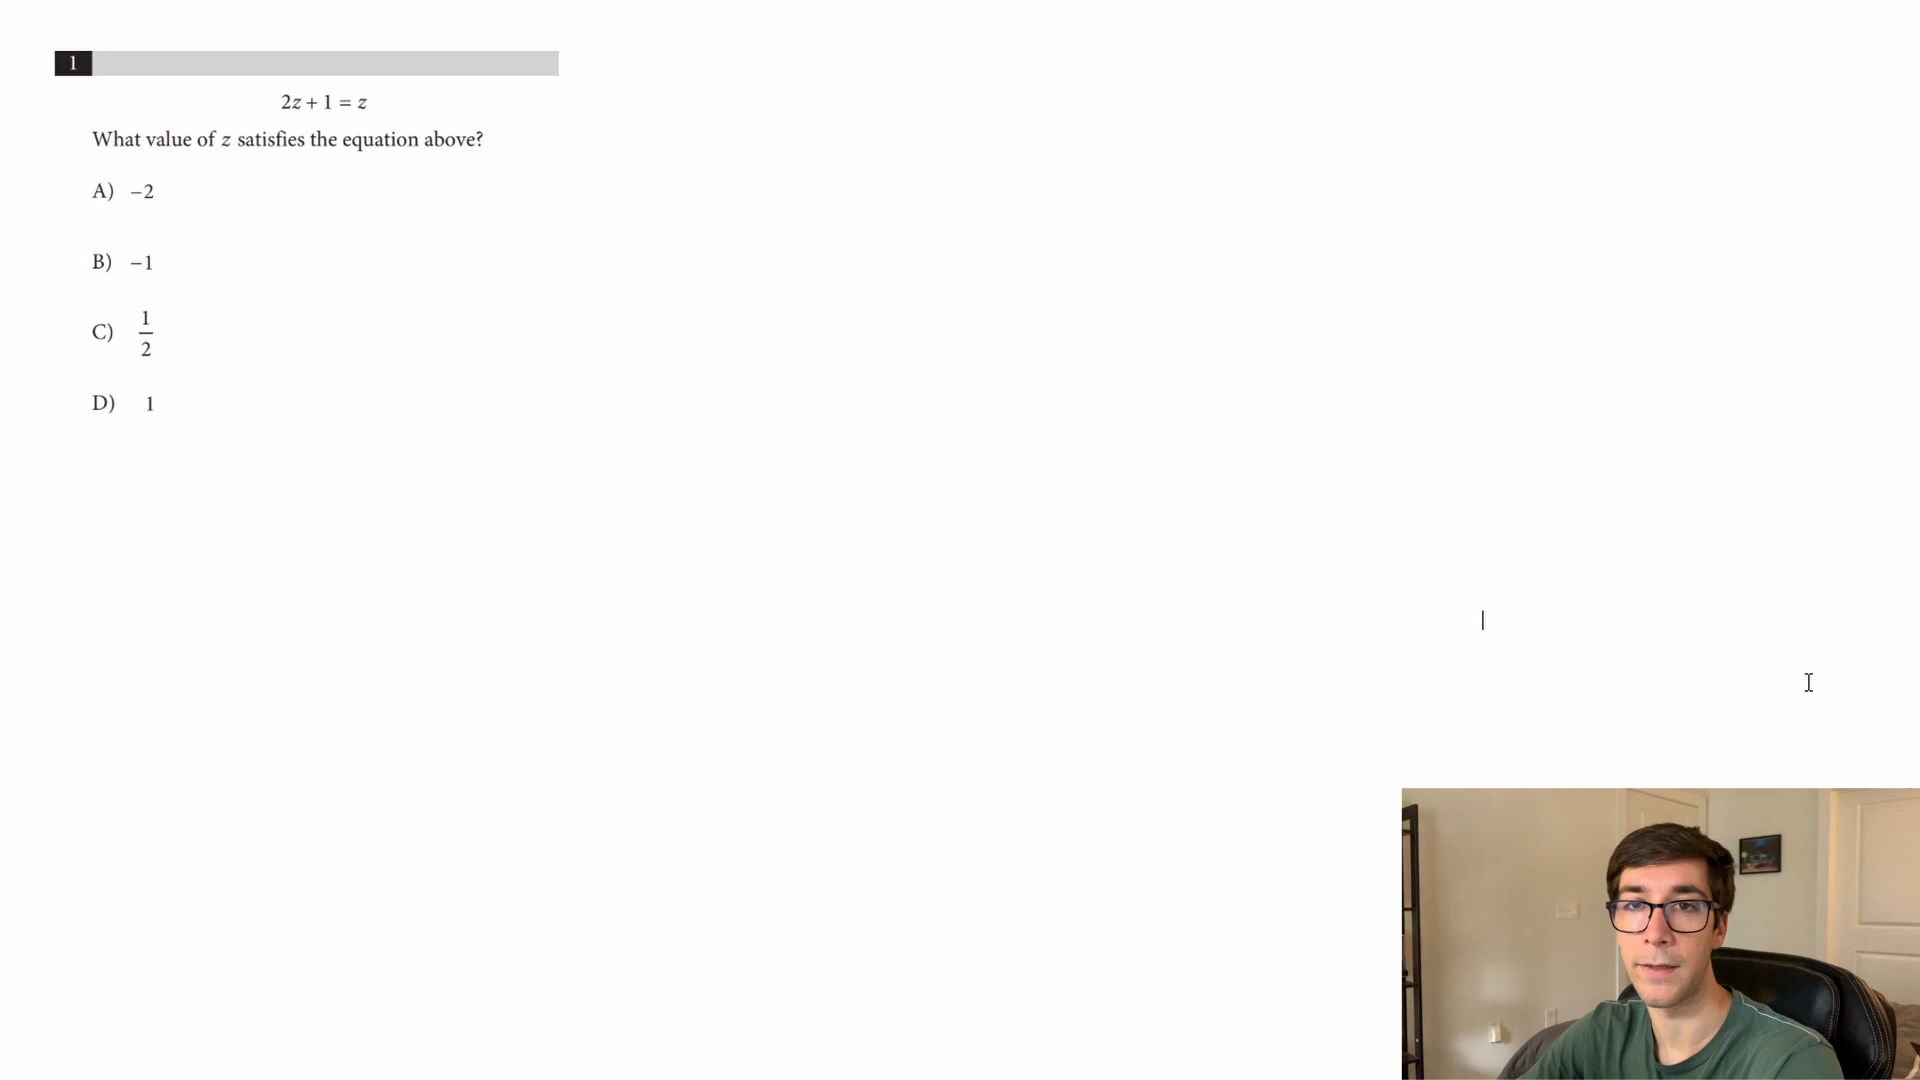 1
2z + 1 = z
What value of z satisfies the equation above?
A) −2
B) −1
C) 1/2
D) 1